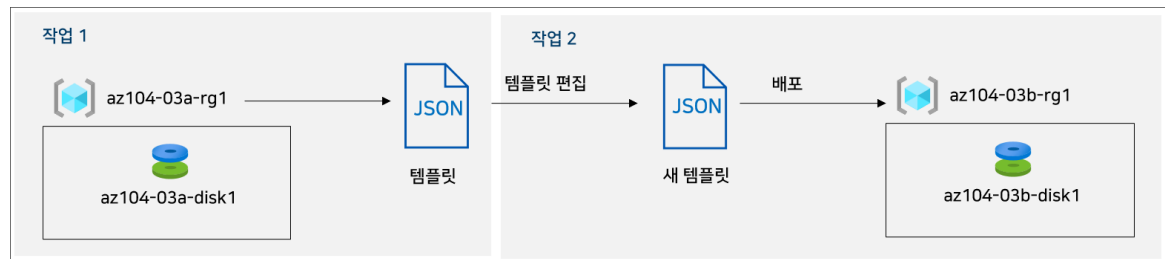 작업 1
az104-03a-rg1
JSON
템플릿
az104-03a-disk1
작업 2
템플릿 편집
JSON
새 템플릿
배포
az104-03b-rg1
az104-03b-disk1